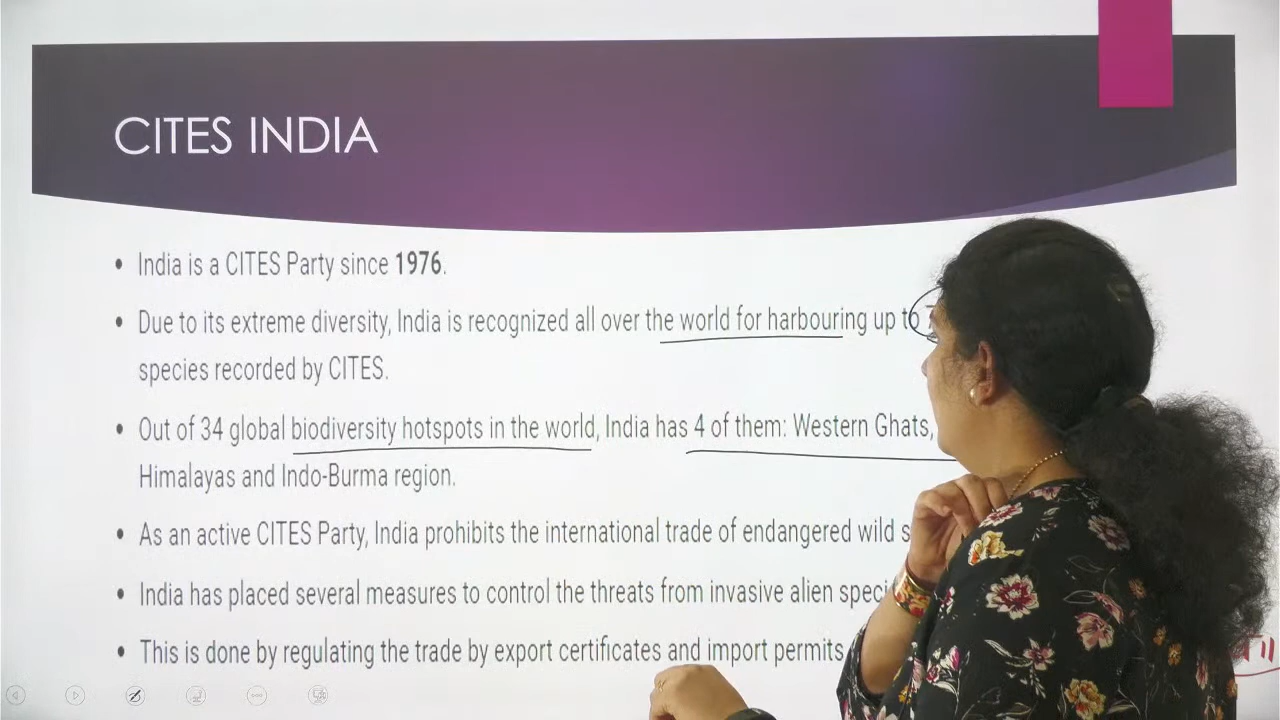 CITES INDIA
• India is a CITES Party since 1976.
• Due to its extreme diversity, India is recognized all over the world for harbouring up to
species recorded by CITES.
• Out of 34 global biodiversity hotspots in the world, India has 4 of them: Western Ghats,
Himalayas and Indo-Burma region.
• As an active CITES Party, India prohibits the international trade of endangered wild
• India has placed several measures to control the threats from invasive alien
• This is done by regulating the trade by export certificates and import permits